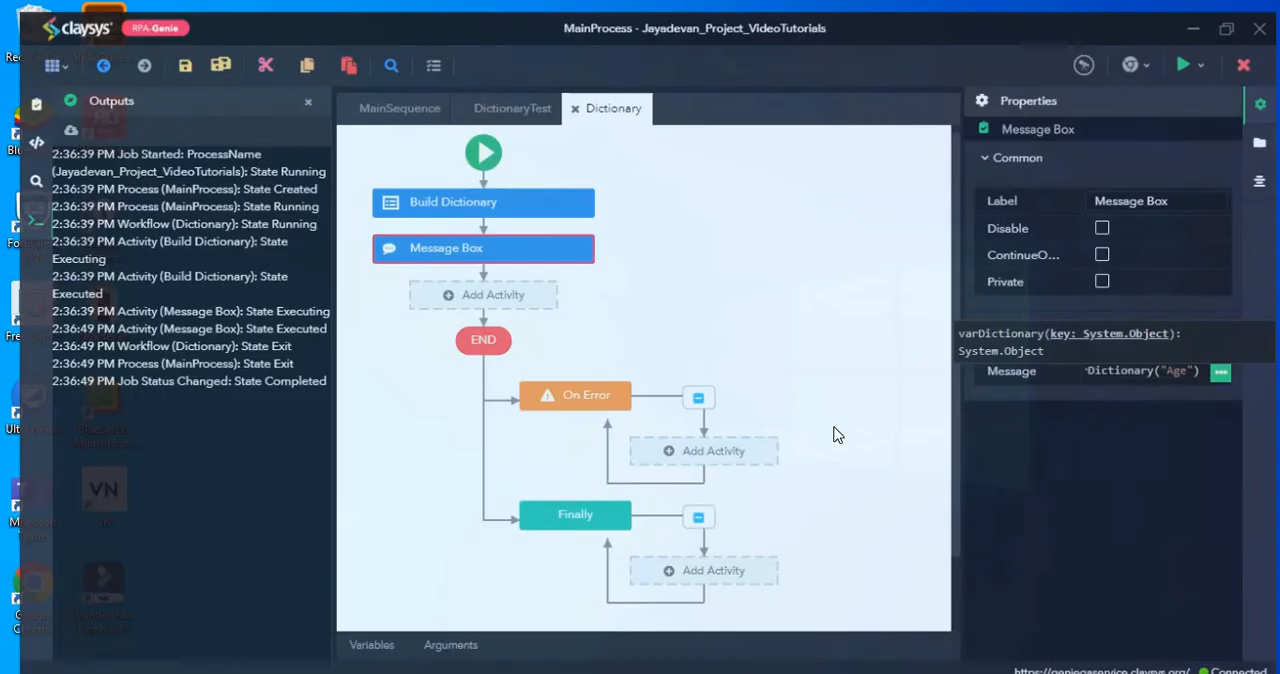 claysys RPA-Genie MainProcess - Jayadevan_Project_VideoTutorials
Outputs
2:36:39 PM Job Started: ProcessName
(Jayadevan_Project_VideoTutorials): State Running
2:36:39 PM Process (MainProcess): State Created
2:36:39 PM Process (MainProcess): State Running
2:36:39 PM Workflow (Dictionary): State Running
2:36:39 PM Activity (Build Dictionary): State
Executing
2:36:39 PM Activity (Build Dictionary): State
Executed
2:36:39 PM Activity (Message Box): State Executing
2:36:49 PM Activity (Message Box): State Executed
2:36:49 PM Workflow (Dictionary): State Exit
2:36:49 PM Process (MainProcess): State Exit
2:36:49 PM Job Status Changed: State Completed
MainSequence DictionaryTest Dictionary
Build Dictionary
Message Box
Add Activity
END
On Error
Add Activity
Finally
Add Activity
Variables Arguments
Properties
Message Box
Common
Label Message Box
Disable
ContinueO...
Private
varDictionary(key: System.Object):
System.Object
Message Dictionary("Age")
VN
https://geniegaservice.claysys.org/ Connected